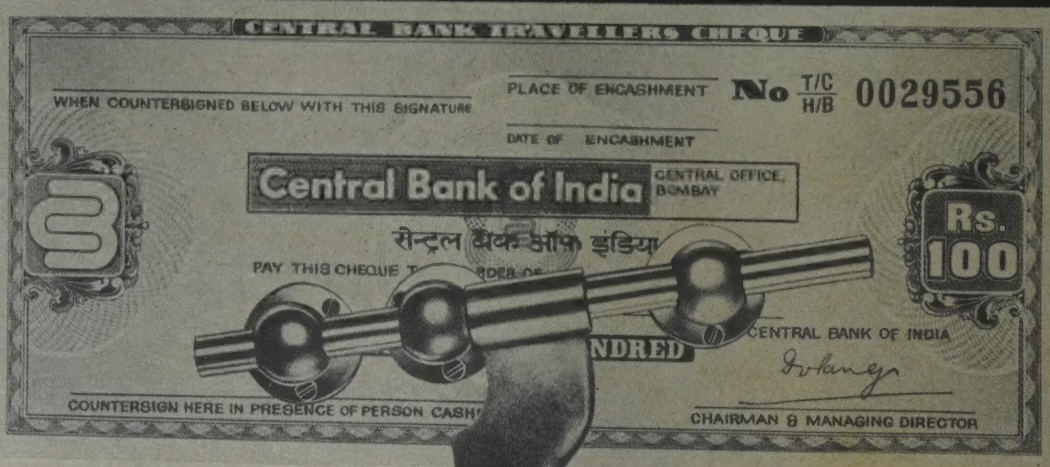 CENTRAL BANK TRAVELLERS CHEQUE
WHEN COUNTERSIGNED BELOW WITH THIS SIGNATURE
PLACE OF ENCASHMENT
No T/C H/B 0029556
DATE OF ENCASHMENT
Central Bank of India
CENTRAL OFFICE,
BOMBAY
सेन्ट्रल बैंक ऑफ इंडिया
Rs.
100
PAY THIS CHEQUE
NDRED
CENTRAL BANK OF INDIA
COUNTERSIGN HERE IN PRESENCE OF PERSON CASH
CHAIRMAN & MANAGING DIRECTOR